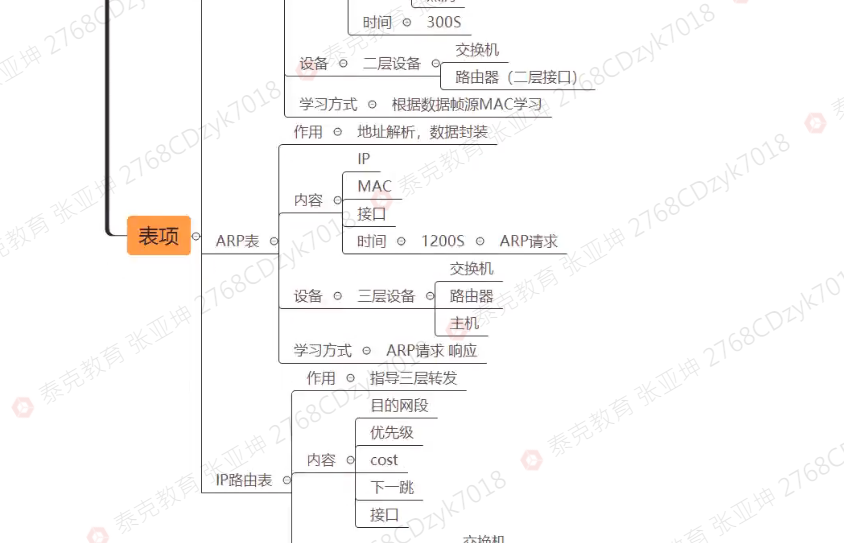 时间 300S
设备 二层设备
交换机
路由器（二层接口）
学习方式 根据数据帧源MAC学习
表项
ARP表
作用 地址解析，数据封装
内容
IP
MAC
接口
时间 1200S ARP请求
设备 三层设备
交换机
路由器
主机
学习方式 ARP请求 响应
IP路由表
作用 指导三层转发
内容
目的网段
优先级
cost
下一跳
接口
交换机
泰克教育 张亚坤 2768CDzyk7018